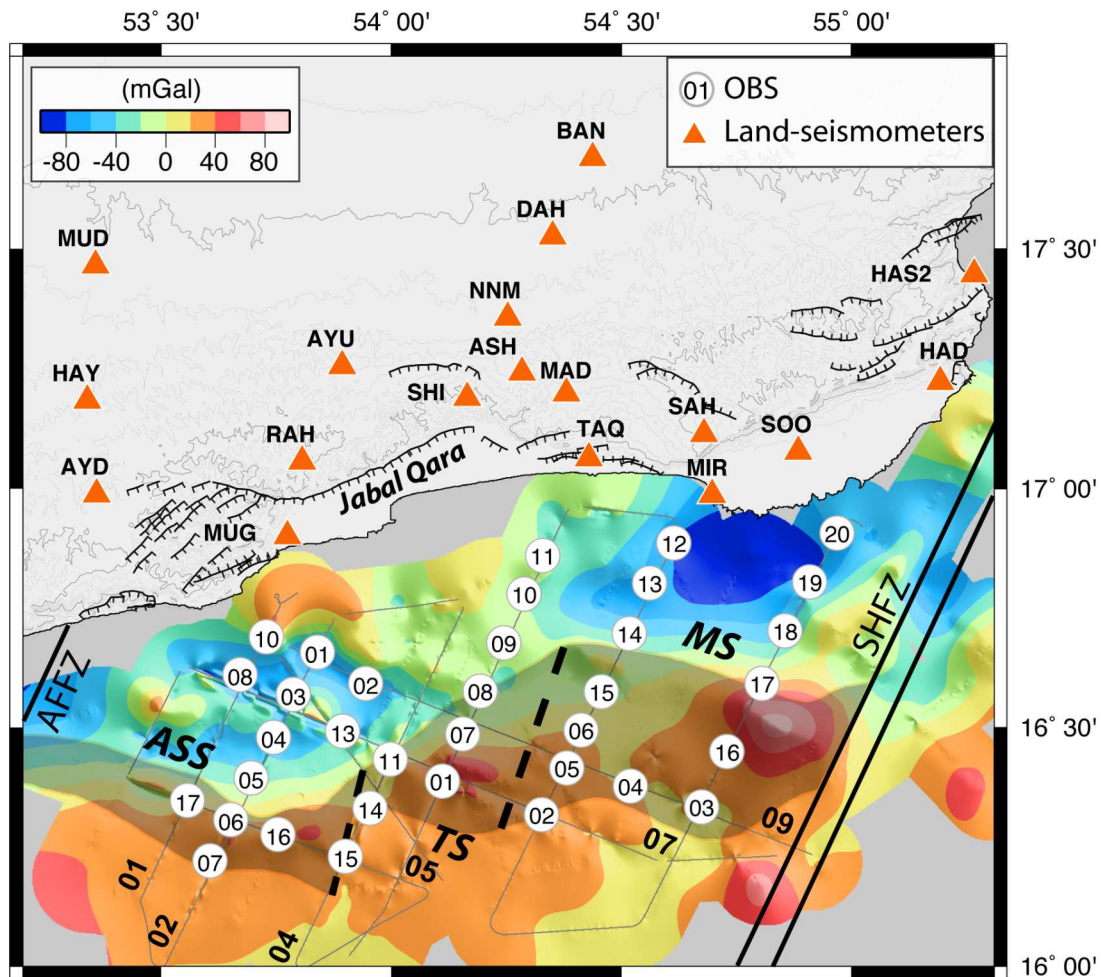 53° 30'
54° 00'
54° 30'
55° 00'
(mGal)
-80
-40
0
40
80
01 OBS
Land-seismometers
BAN
DAH
MUD
17° 30'
HAS2
NNM
AYU
ASH
MAD
HAD
HAY
SHI
SAH
SOO
TAQ
RAH
AYD
Jabal Qara
MIR
17° 00'
MUG
20
12
11
13
19
10
10
14
MS
18
SHFZ
01
09
AFFZ
08
03
02
08
15
17
ASS
04
13
07
06
16
16° 30'
11
05
05
01
04
17
14
03
02
06
16
09
07
TS
15
07
05
01
02
04
16° 00'